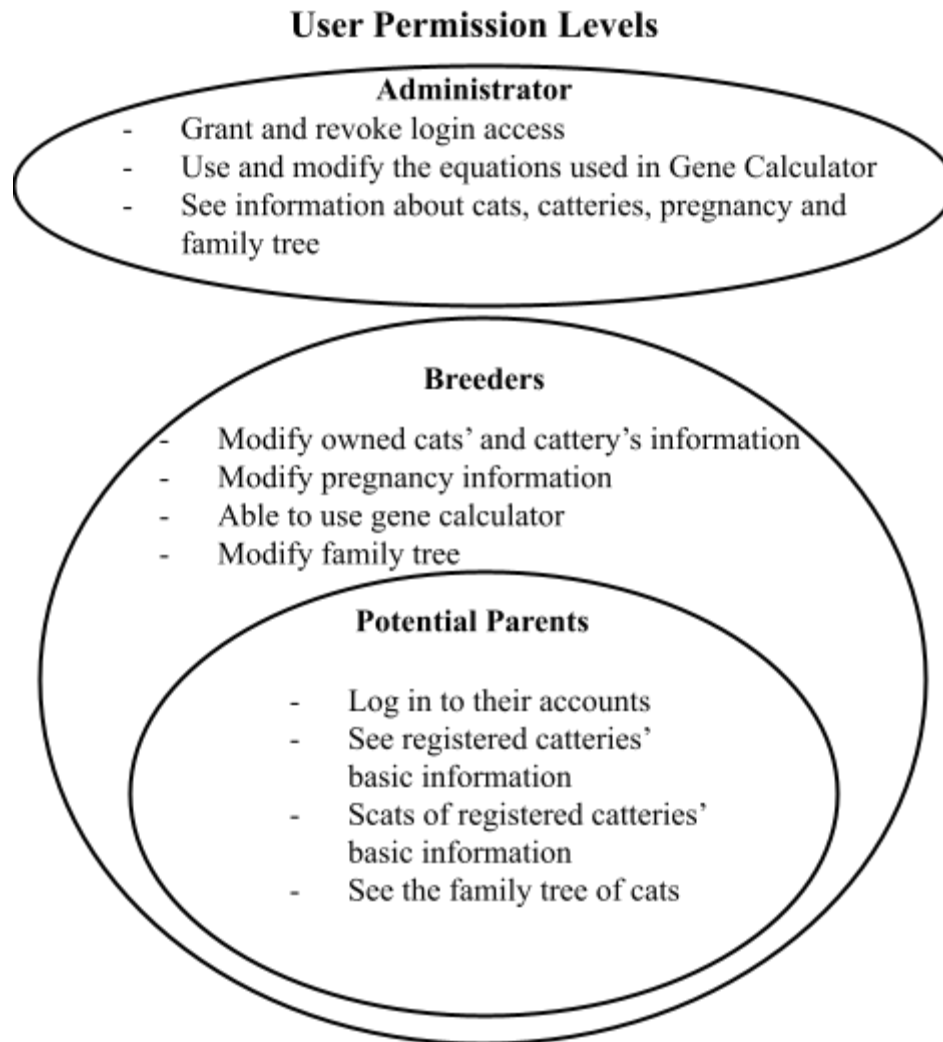 User Permission Levels
Administrator
- Grant and revoke login access
- Use and modify the equations used in Gene Calculator
- See information about cats, catteries, pregnancy and
family tree
Breeders
- Modify owned cats’ and cattery’s information
- Modify pregnancy information
- Able to use gene calculator
- Modify family tree
Potential Parents
- Log in to their accounts
- See registered catteries’
basic information
- Scats of registered catteries’
basic information
- See the family tree of cats